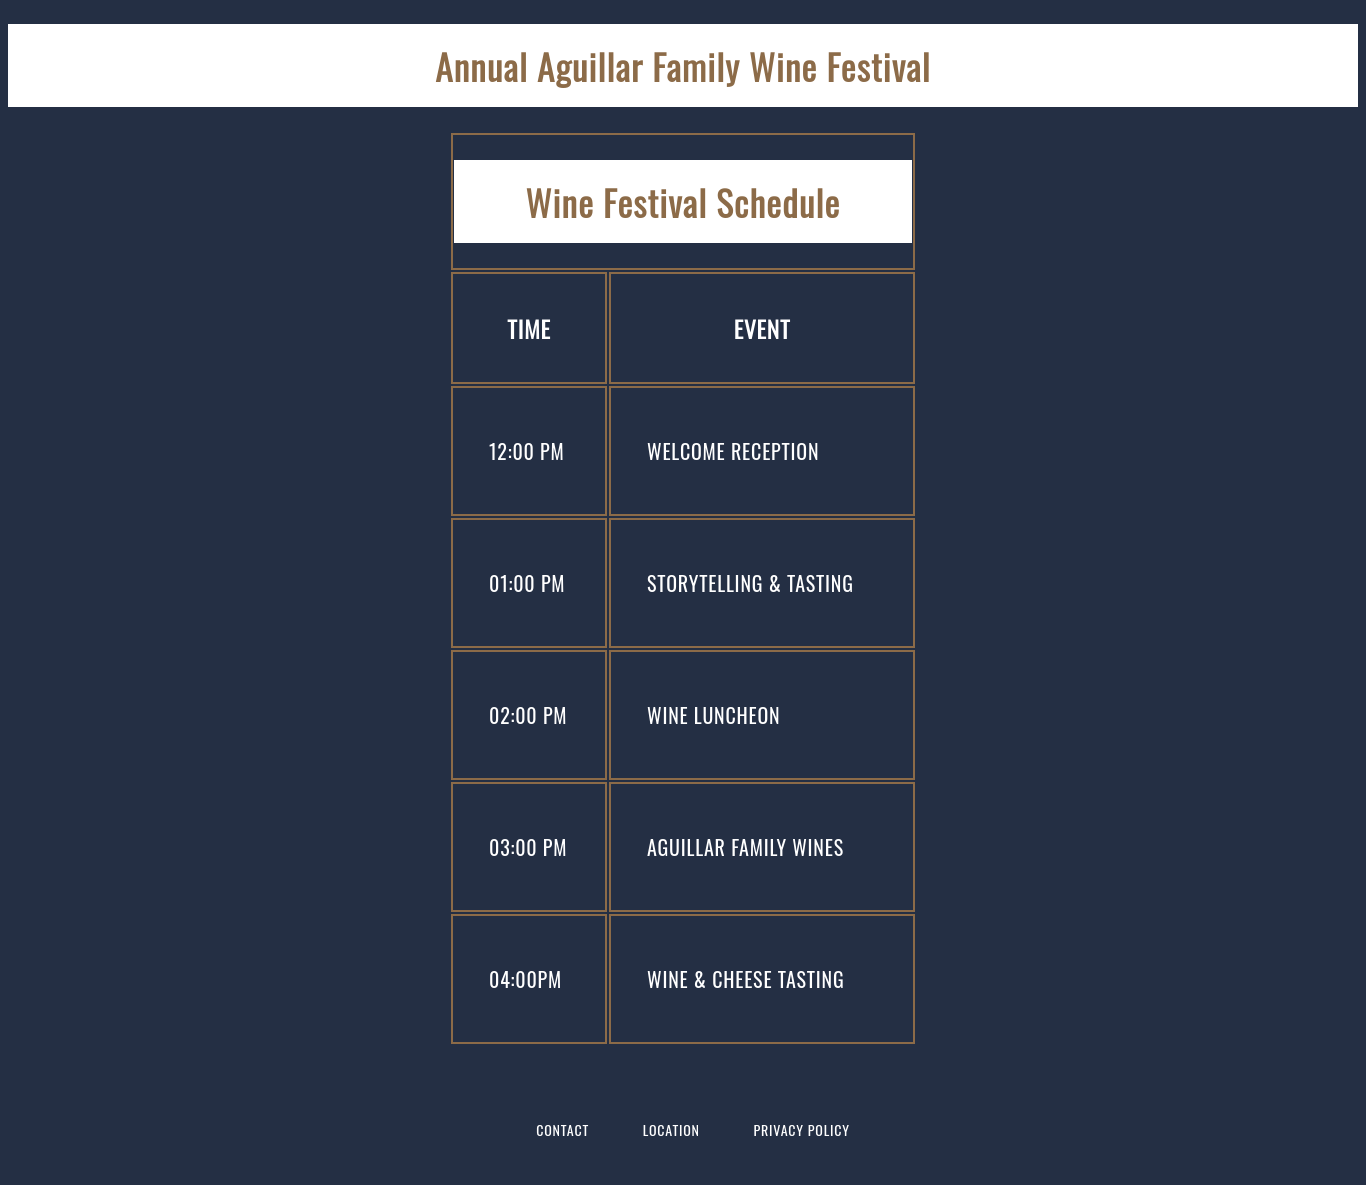 Annual Aguillar Family Wine Festival
Wine Festival Schedule
TIME EVENT
12:00 PM WELCOME RECEPTION
01:00 PM STORYTELLING & TASTING
02:00 PM WINE LUNCHEON
03:00 PM AGUILLAR FAMILY WINES
04:00PM WINE & CHEESE TASTING
CONTACT LOCATION PRIVACY POLICY